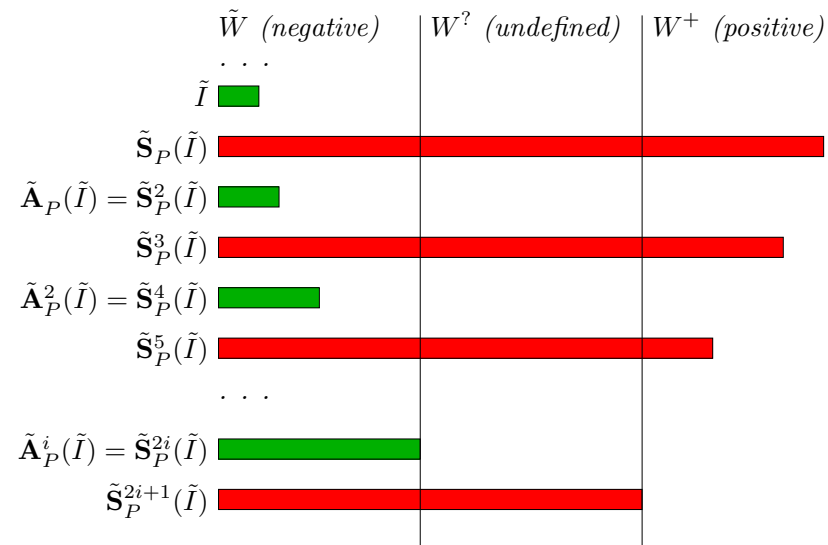 W̃ (negative) W^? (undefined) W^+ (positive)
. . .
Ĩ
S̃_P(Ĩ)
Ã_P(Ĩ) = S̃_P^2(Ĩ)
S̃_P^3(Ĩ)
Ã_P^2(Ĩ) = S̃_P^4(Ĩ)
S̃_P^5(Ĩ)
. . .
Ã_P^i(Ĩ) = S̃_P^{2i}(Ĩ)
S̃_P^{2i+1}(Ĩ)